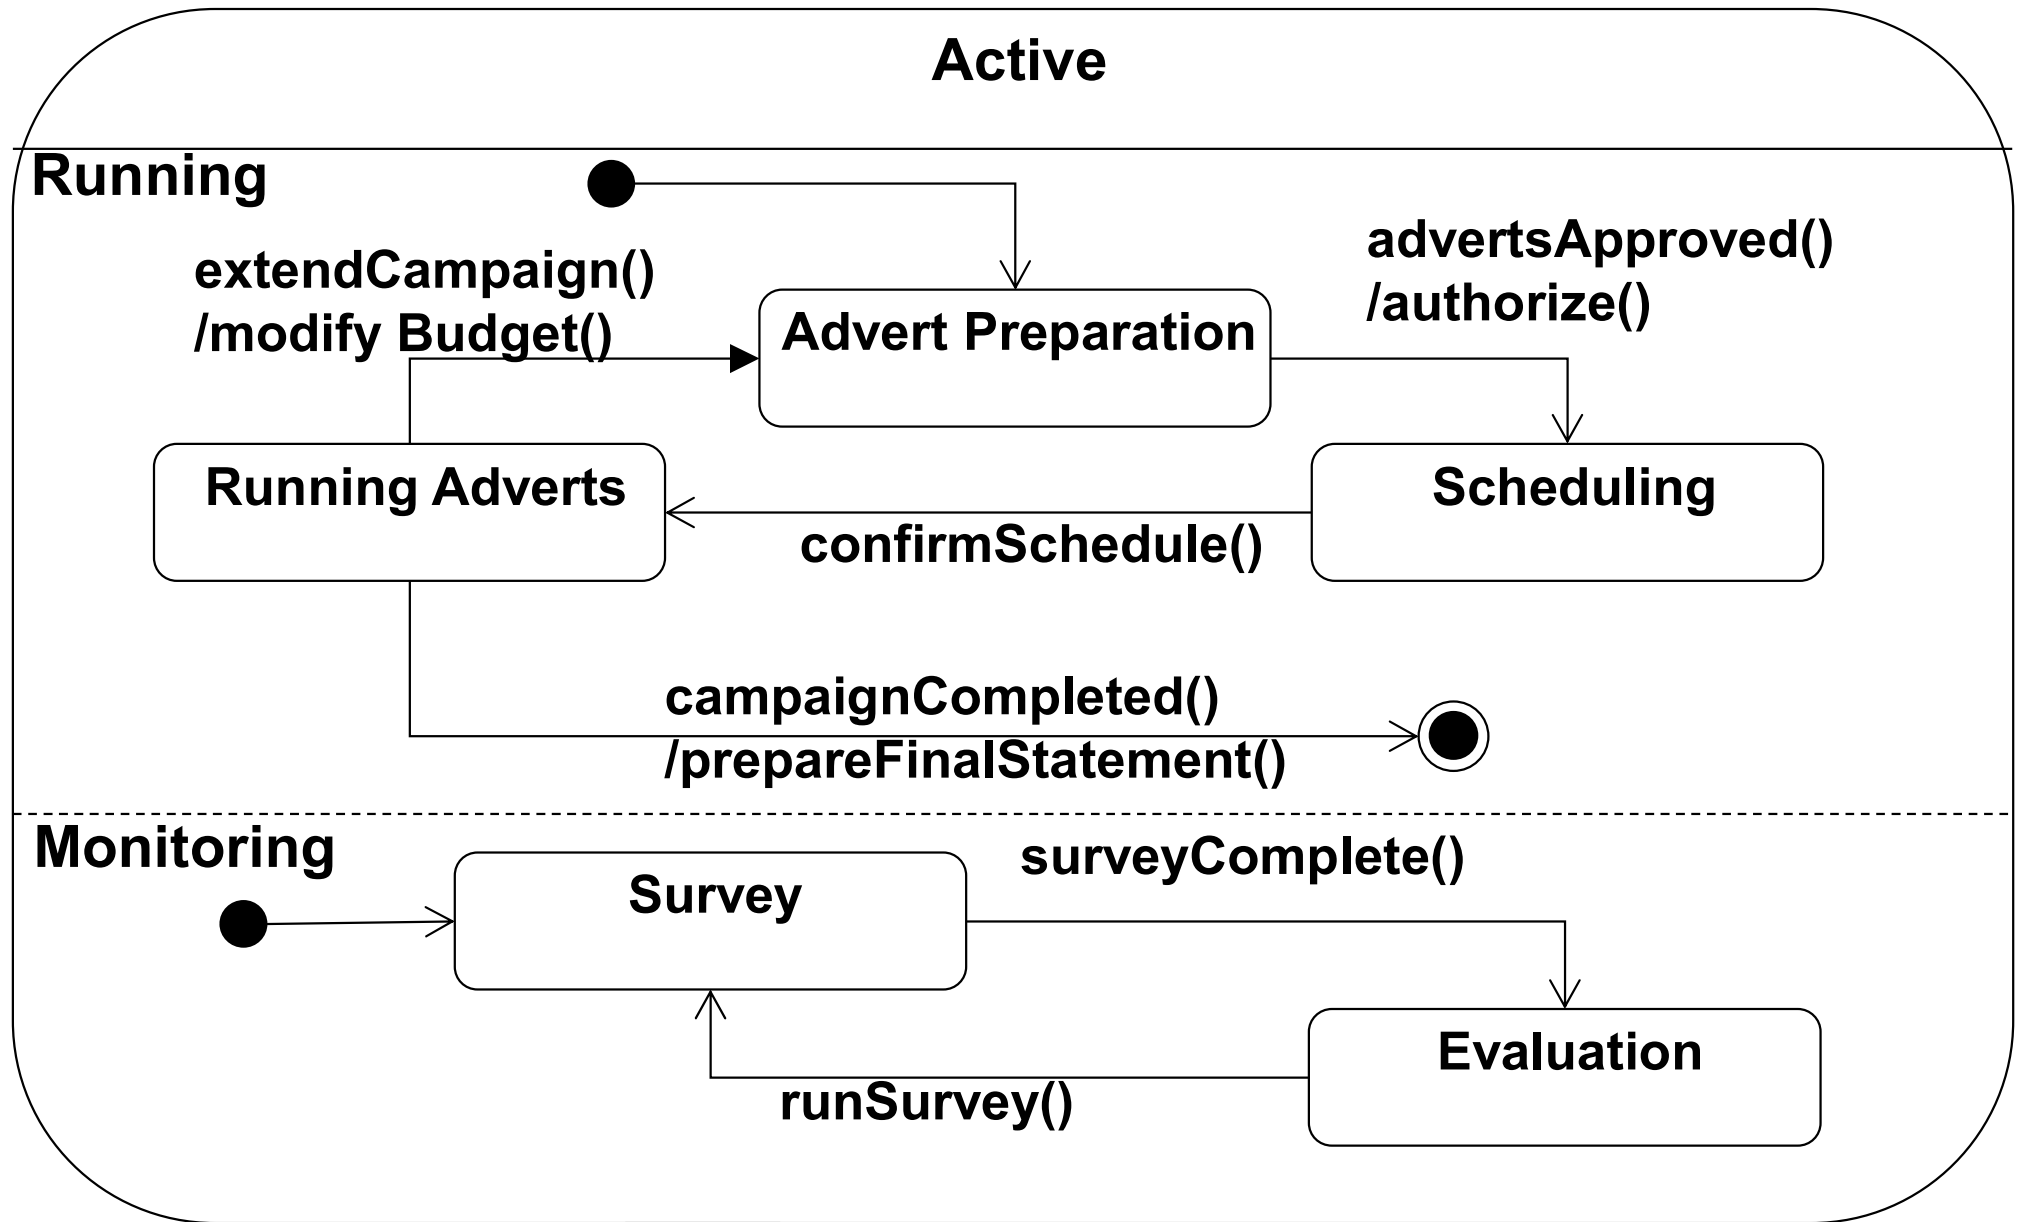 Active
Running
extendCampaign()
/modify Budget()
advertsApproved()
/authorize()
Advert Preparation
Running Adverts
Scheduling
confirmSchedule()
campaignCompleted()
/prepareFinalStatement()
Monitoring
Survey
surveyComplete()
Evaluation
runSurvey()